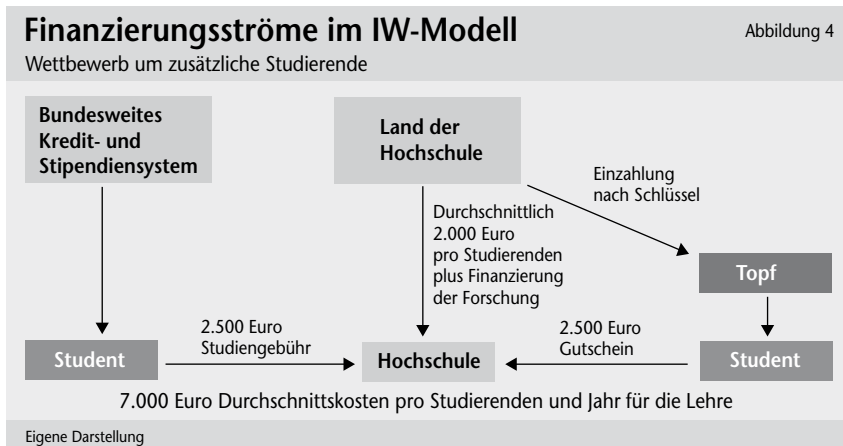 Finanzierungsströme im IW-Modell
Abbildung 4
Wettbewerb um zusätzliche Studierende
Bundesweites
Kredit- und
Stipendiensystem
Land der
Hochschule
Einzahlung
nach Schlüssel
Durchschnittlich
2.000 Euro
pro Studierenden
plus Finanzierung
der Forschung
Topf
Student
2.500 Euro
Studiengebühr
Hochschule
2.500 Euro
Gutschein
Student
7.000 Euro Durchschnittskosten pro Studierenden und Jahr für die Lehre
Eigene Darstellung